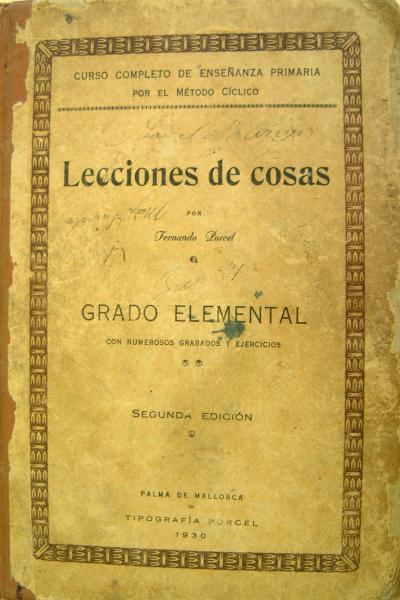 CURSO COMPLETO DE ENSEÑANZA PRIMARIA
POR EL MÉTODO CÍCLICO
Lecciones de cosas
POR
Fernando Porcel
GRADO ELEMENTAL
CON NUMEROSOS GRABADOS Y EJERCICIOS
SEGUNDA EDICIÓN
PALMA DE MALLORCA
TIPOGRAFÍA PORCEL
1930